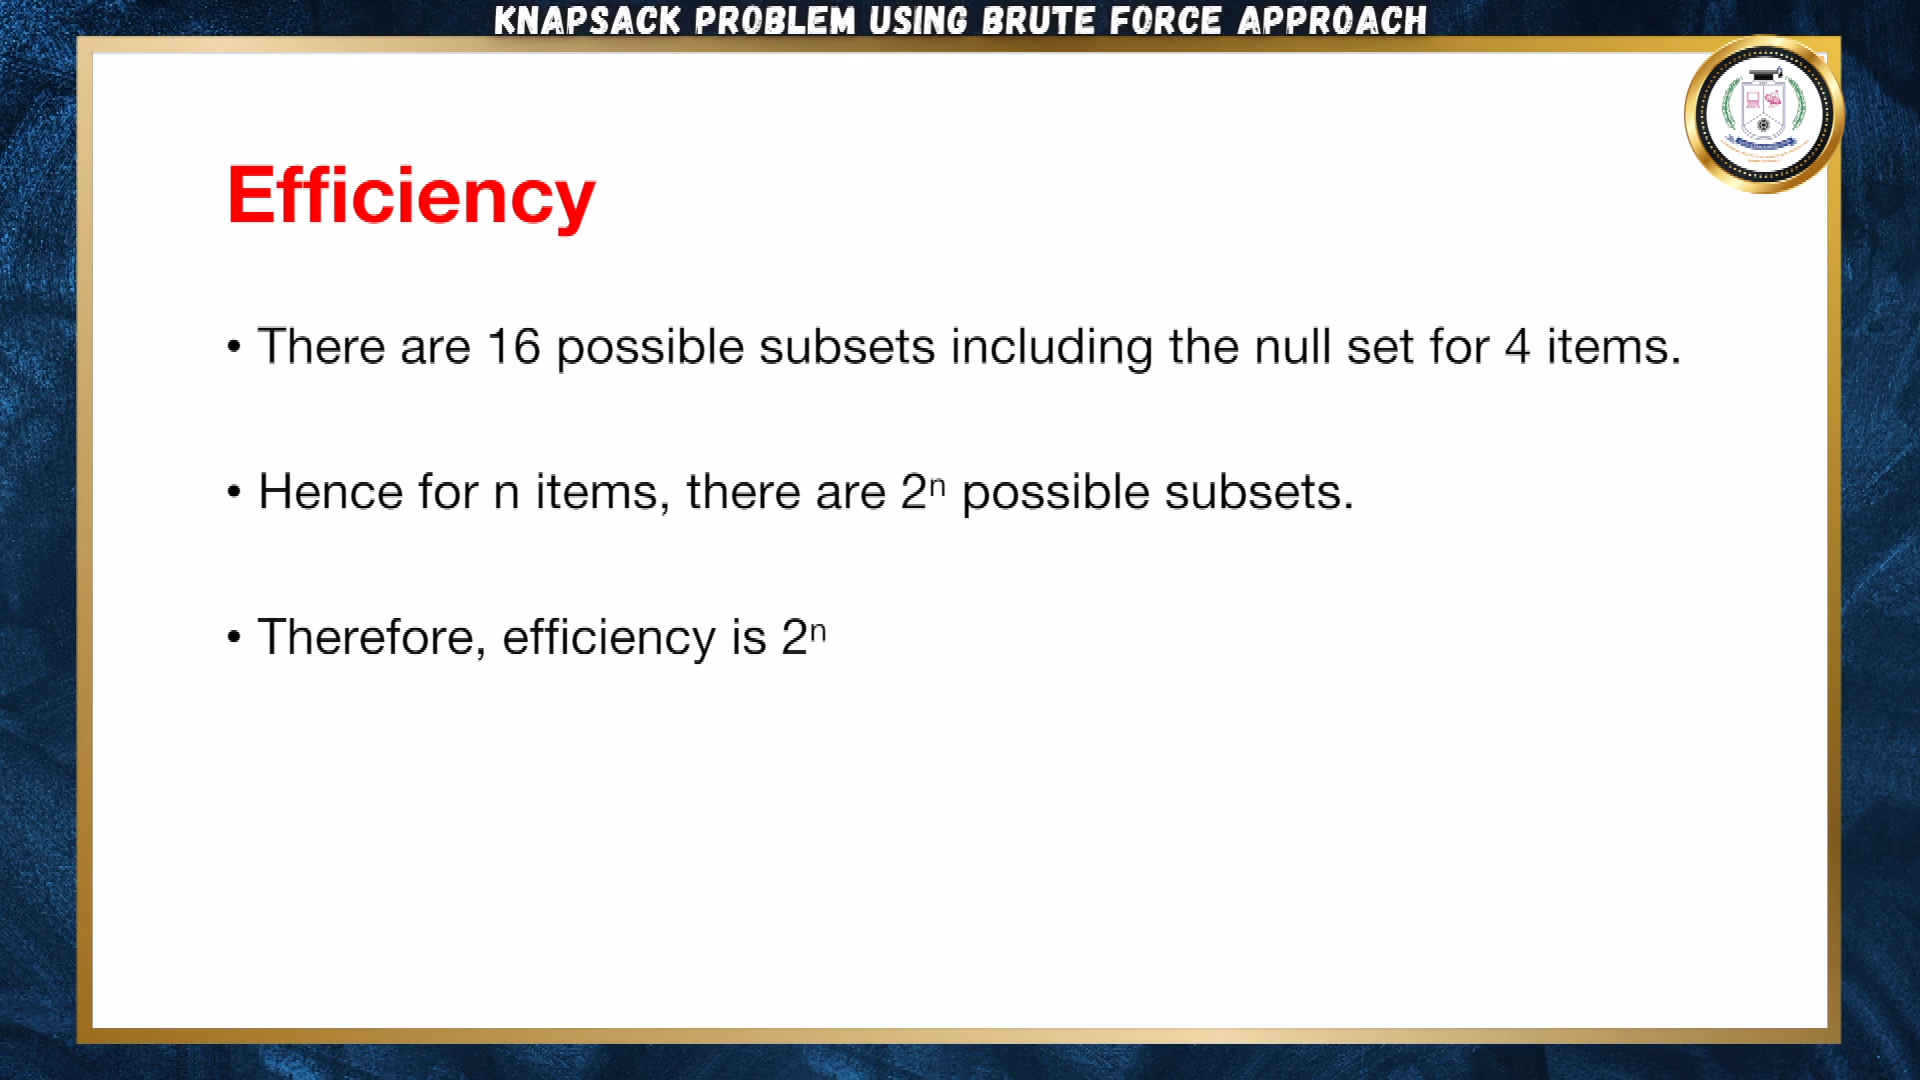 KNAPSACK PROBLEM USING BRUTE FORCE APPROACH
Efficiency
• There are 16 possible subsets including the null set for 4 items.
• Hence for n items, there are 2ⁿ possible subsets.
• Therefore, efficiency is 2ⁿ